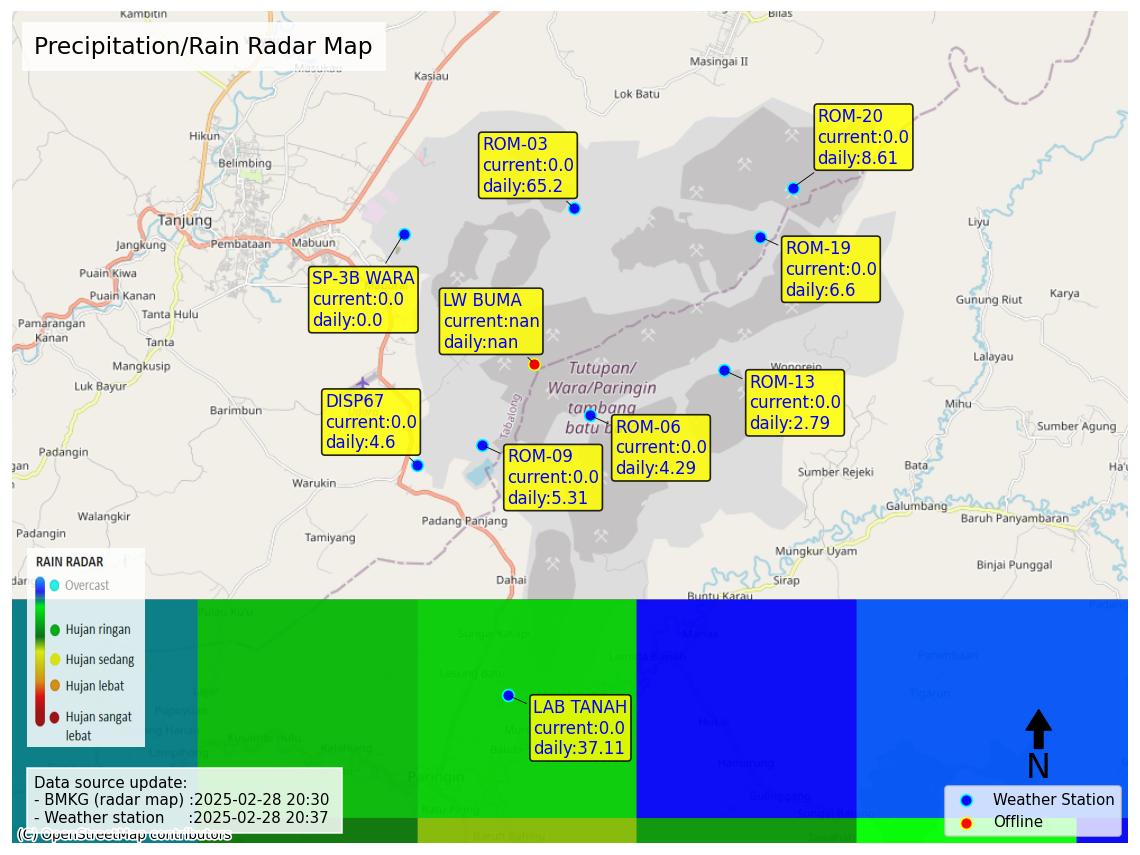 Kambitin
Bilas
Precipitation/Rain Radar Map
Masukau
Masingai II
Kasiau
Lok Batu
ROM-20
current:0.0
daily:8.61
Hikun
ROM-03
current:0.0
daily:65.2
Belimbing
Tanjung
Liyu
Jangkung
Pembataan
Mabuun
ROM-19
current:0.0
daily:6.6
Puain Kiwa
SP-3B WARA
current:0.0
daily:0.0
Puain Kanan
LW BUMA
current:nan
daily:nan
Gunung Riut
Karya
Tanta Hulu
Pamarangan
Kanan
Tanta
Lalayau
Mangkusip
Tutupan/
Wara/Paringin
tambang
batu b
Wonorejo
Luk Bayur
ROM-13
current:0.0
daily:2.79
DISP67
current:0.0
daily:4.6
Barimbun
Tabalong
Mihu
ROM-06
current:0.0
daily:4.29
Sumber Agung
Padangin
ROM-09
current:0.0
daily:5.31
gan
Bata
Ha'u
Sumber Rejeki
Warukin
Galumbang
Walangkir
Padang Panjang
Baruh Panyambaran
Padangin
Tamiyang
Mungkur Uyam
RAIN RADAR
Binjai Punggal
Dahai
Sirap
Overcast
Buntu Karau
Hujan ringan
Hujan sedang
Hujan lebat
Hujan sangat
lebat
LAB TANAH
current:0.0
daily:37.11
Paringin
N
Data source update:
- BMKG (radar map) :2025-02-28 20:30
- Weather station :2025-02-28 20:37
Weather Station
Offline
(C) OpenStreetMap contributors